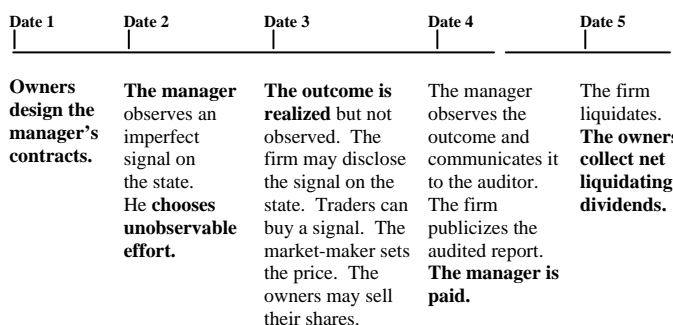 Date 1 Date 2 Date 3 Date 4 Date 5
Owners
design the
manager's
contracts.
The manager
observes an
imperfect
signal on
the state.
He chooses
unobservable
effort.
The outcome is
realized but not
observed. The
firm may disclose
the signal on the
state. Traders can
buy a signal. The
market-maker sets
the price. The
owners may sell
their shares.
The manager
observes the
outcome and
communicates it
to the auditor.
The firm
publicizes the
audited report.
The manager is
paid.
The firm
liquidates.
The owners
collect net
liquidating
dividends.